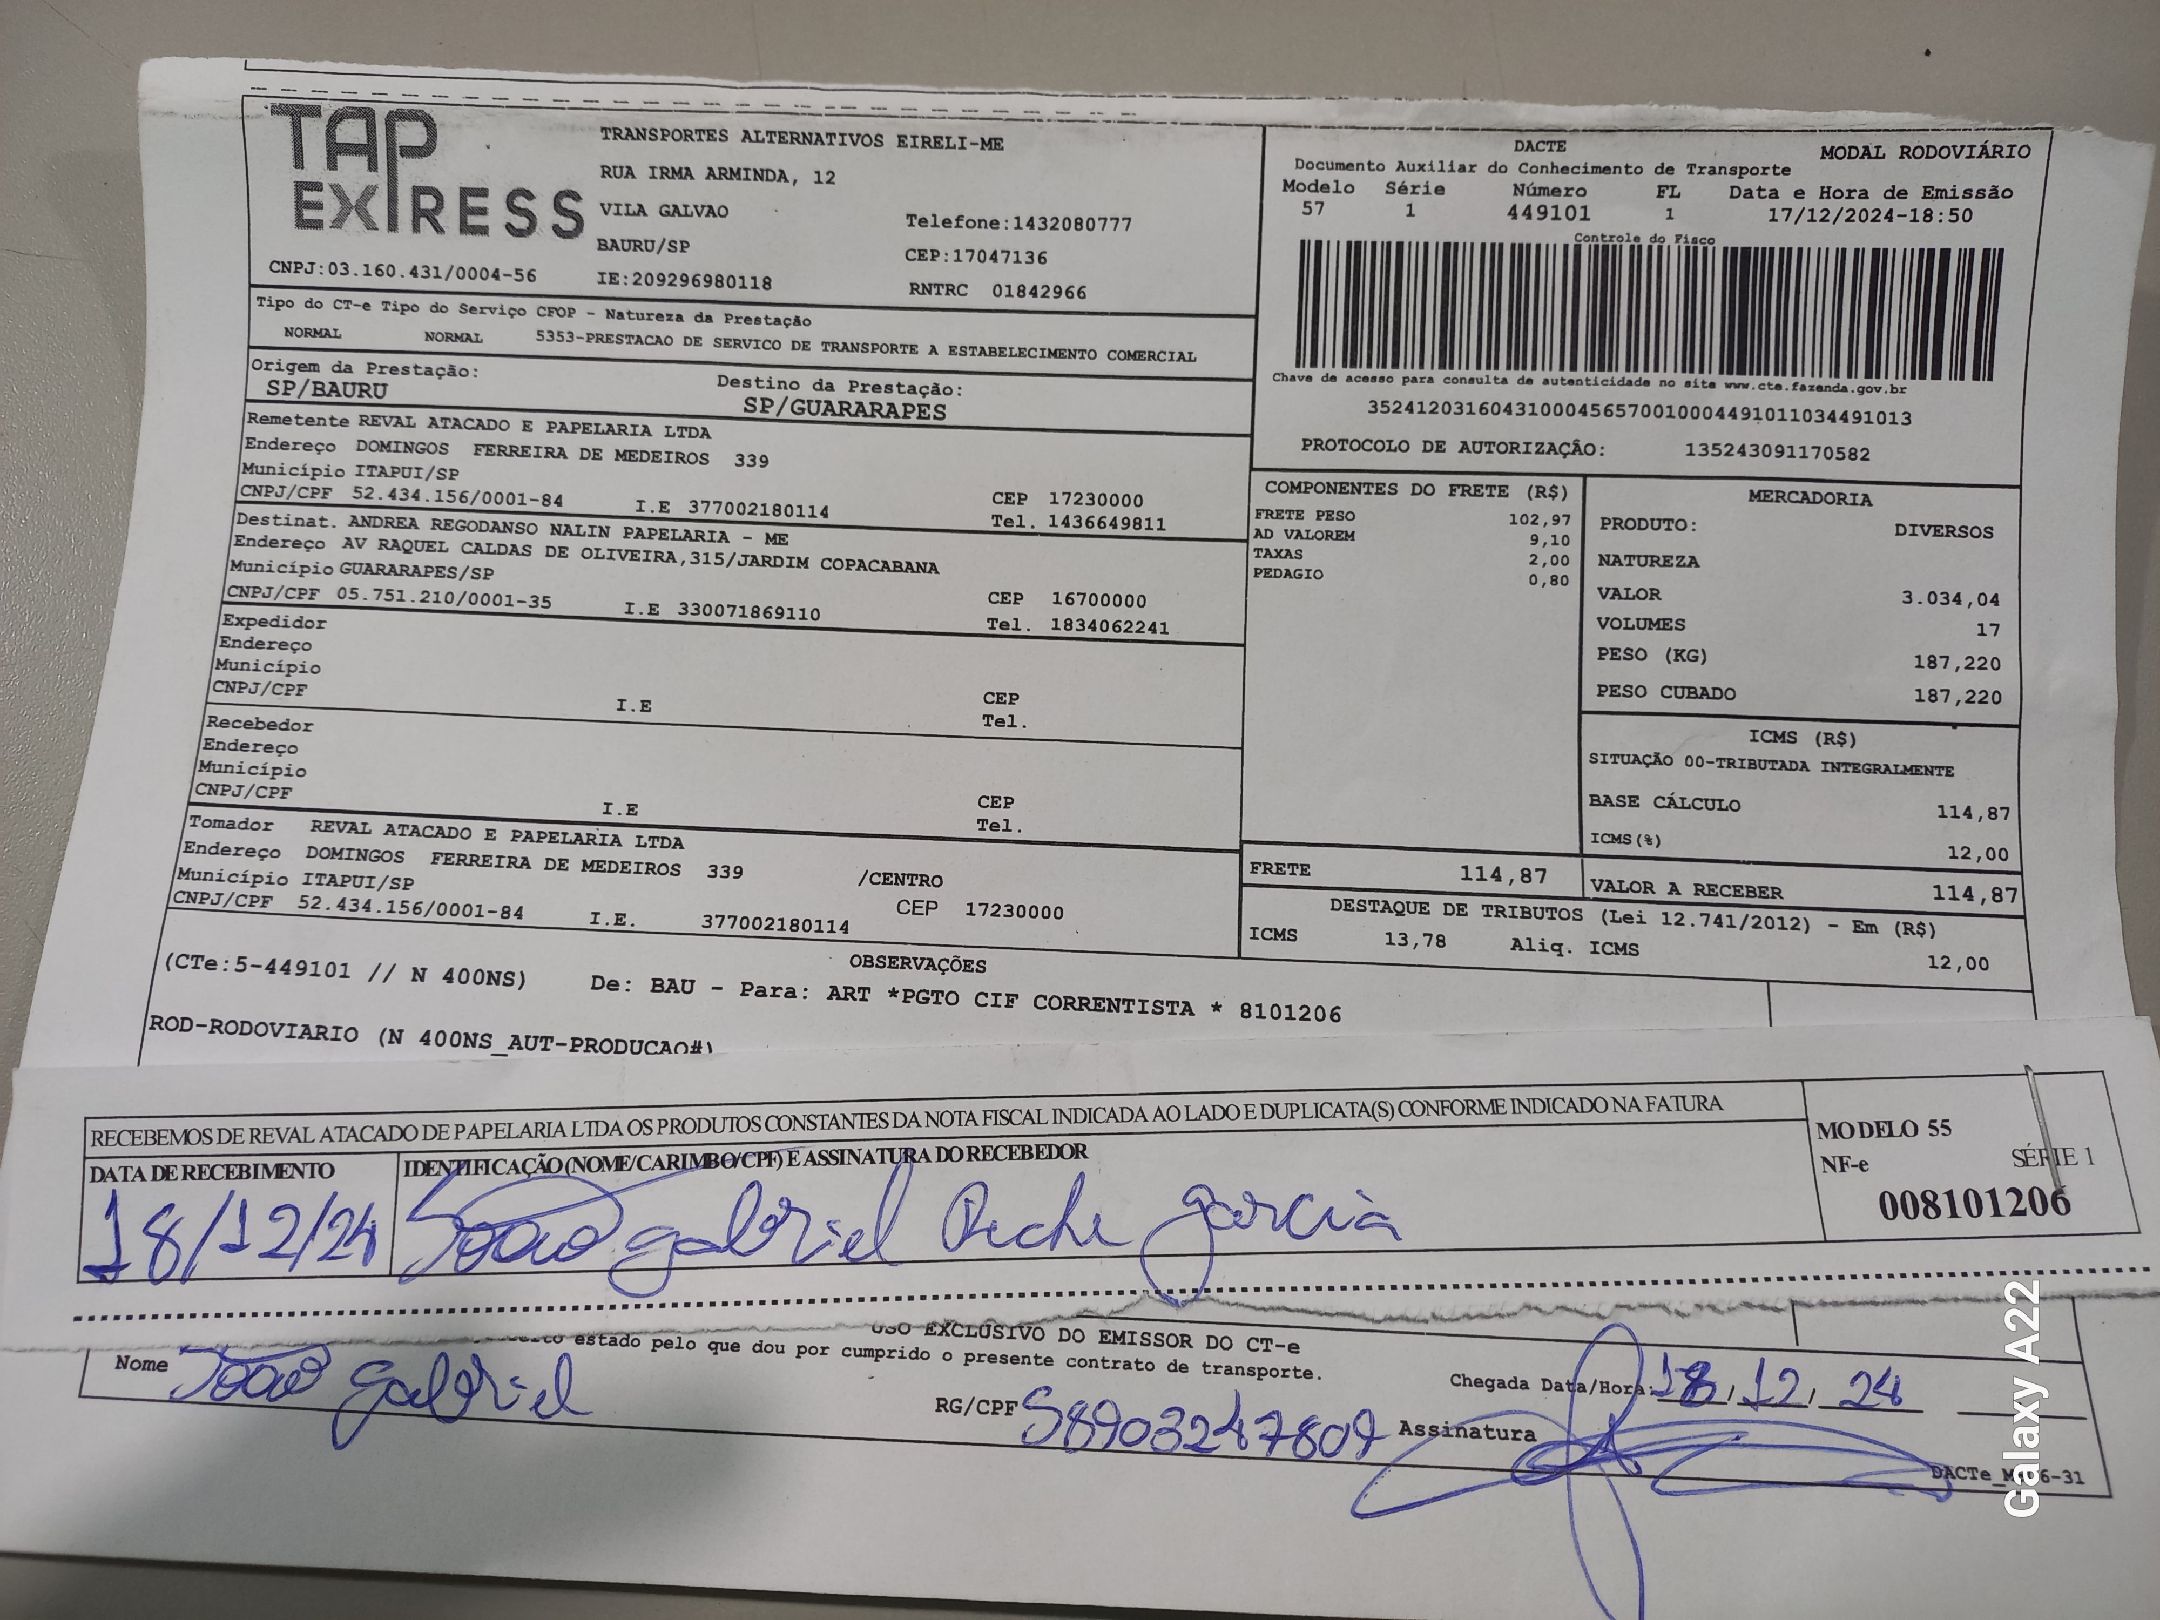 TAP EXPRESS
TRANSPORTES ALTERNATIVOS EIRELI-ME
RUA IRMA ARMINDA, 12
VILA GALVAO
Telefone:1432080777
BAURU/SP
CEP:17047136
CNPJ:03.160.431/0004-56
IE:209296980118
RNTRC 01842966
DACTE
MODAL RODOVIÁRIO
Documento Auxiliar do Conhecimento de Transporte
Modelo Série Número FL Data e Hora de Emissão
57 1 449101 1 17/12/2024-18:50
Controle do Fisco
Chave de acesso para consulta de autenticidade no site www.cte.fazenda.gov.br
35241203160431000456570010004491011034491013
PROTOCOLO DE AUTORIZAÇÃO: 135243091170582
Tipo do CT-e Tipo do Serviço CFOP - Natureza da Prestação
NORMAL NORMAL 5353-PRESTACAO DE SERVICO DE TRANSPORTE A ESTABELECIMENTO COMERCIAL
Origem da Prestação: Destino da Prestação:
SP/BAURU SP/GUARARAPES
Remetente REVAL ATACADO E PAPELARIA LTDA
Endereço DOMINGOS FERREIRA DE MEDEIROS 339
Município ITAPUI/SP CEP 17230000
CNPJ/CPF 52.434.156/0001-84 I.E 377002180114 Tel. 1436649811
Destinat. ANDREA REGODANSO NALIN PAPELARIA - ME
Endereço AV RAQUEL CALDAS DE OLIVEIRA,315/JARDIM COPACABANA
Município GUARARAPES/SP CEP 16700000
CNPJ/CPF 05.751.210/0001-35 I.E 330071869110 Tel. 1834062241
Expedidor
Endereço
Município CEP
CNPJ/CPF I.E Tel.
Recebedor
Endereço
Município CEP
CNPJ/CPF I.E Tel.
Tomador REVAL ATACADO E PAPELARIA LTDA
Endereço DOMINGOS FERREIRA DE MEDEIROS 339 /CENTRO
Município ITAPUI/SP CEP 17230000
CNPJ/CPF 52.434.156/0001-84 I.E. 377002180114
COMPONENTES DO FRETE (R$)
FRETE PESO 102,97
AD VALOREM 9,10
TAXAS 2,00
PEDAGIO 0,80
MERCADORIA
PRODUTO: DIVERSOS
NATUREZA
VALOR 3.034,04
VOLUMES 17
PESO (KG) 187,220
PESO CUBADO 187,220
ICMS (R$)
SITUAÇÃO 00-TRIBUTADA INTEGRALMENTE
BASE CÁLCULO 114,87
ICMS(%) 12,00
FRETE 114,87
VALOR A RECEBER 114,87
DESTAQUE DE TRIBUTOS (Lei 12.741/2012) - Em (R$)
ICMS 13,78 Aliq. ICMS 12,00
OBSERVAÇÕES
(CTe:5-449101 // N 400NS) De: BAU - Para: ART *PGTO CIF CORRENTISTA * 8101206
ROD-RODOVIARIO (N 400NS_AUT-PRODUCAO#)
RECEBEMOS DE REVAL ATACADO DE PAPELARIA LTDA OS PRODUTOS CONSTANTES DA NOTA FISCAL INDICADA AO LADO E DUPLICATA(S) CONFORME INDICADO NA FATURA
DATA DE RECEBIMENTO
18/12/24
IDENTIFICAÇÃO (NOME/CARIMBO/CPF) E ASSINATURA DO RECEBEDOR
João Gabriel Reche Garcia
MODELO 55
NF-e SÉRIE 1
008101206
USO EXCLUSIVO DO EMISSOR DO CT-e
estado pelo que dou por cumprido o presente contrato de transporte.
Nome João Gabriel
RG/CPF 58903247809
Chegada Data/Hora: 18, 12, 24
Assinatura
Galaxy A22